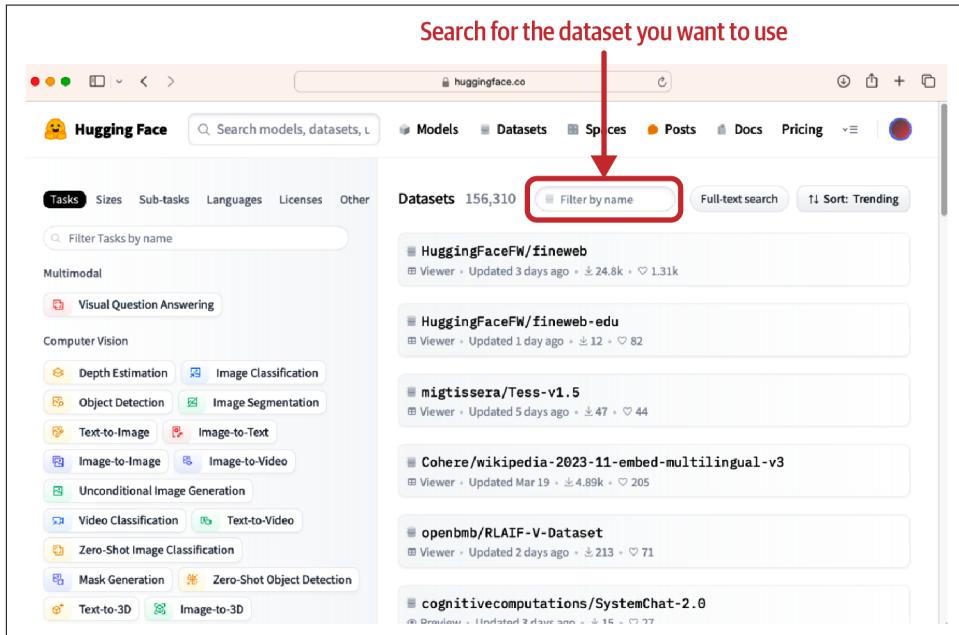 Search for the dataset you want to use
huggingface.co
Hugging Face
Search models, datasets, u
Models
Datasets
Spaces
Posts
Docs
Pricing
Tasks
Sizes
Sub-tasks
Languages
Licenses
Other
Filter Tasks by name
Multimodal
Visual Question Answering
Computer Vision
Depth Estimation
Image Classification
Object Detection
Image Segmentation
Text-to-Image
Image-to-Text
Image-to-Image
Image-to-Video
Unconditional Image Generation
Video Classification
Text-to-Video
Zero-Shot Image Classification
Mask Generation
Zero-Shot Object Detection
Text-to-3D
Image-to-3D
Datasets 156,310
Filter by name
Full-text search
↑↓ Sort: Trending
HuggingFaceFW/fineweb
Viewer • Updated 3 days ago • 24.8k • 1.31k
HuggingFaceFW/fineweb-edu
Viewer • Updated 1 day ago • 12 • 82
migtissera/Tess-v1.5
Viewer • Updated 5 days ago • 47 • 44
Cohere/wikipedia-2023-11-embed-multilingual-v3
Viewer • Updated Mar 19 • 4.89k • 205
openbmb/RLAIF-V-Dataset
Viewer • Updated 2 days ago • 213 • 71
cognitivecomputations/SystemChat-2.0
Preview • Updated 3 days ago • 15 • 27